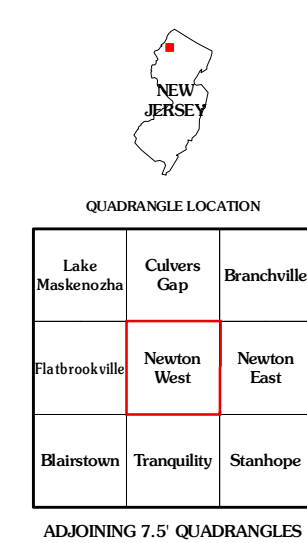 NEW
JERSEY
QUADRANGLE LOCATION
Lake
Maskenozha
Culvers
Gap
Branchville
Flatbrookville
Newton
West
Newton
East
Blairstown
Tranquility
Stanhope
ADJOINING 7.5' QUADRANGLES